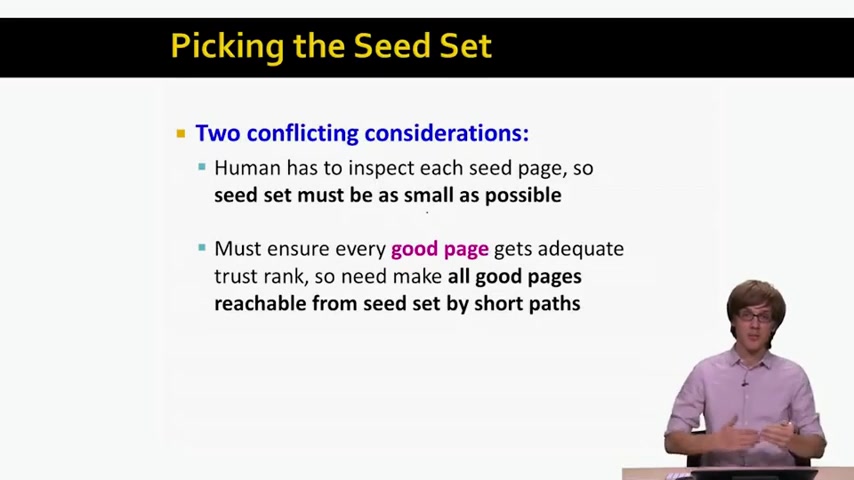 Picking the Seed Set
Two conflicting considerations:
Human has to inspect each seed page, so
seed set must be as small as possible
Must ensure every good page gets adequate
trust rank, so need make all good pages
reachable from seed set by short paths